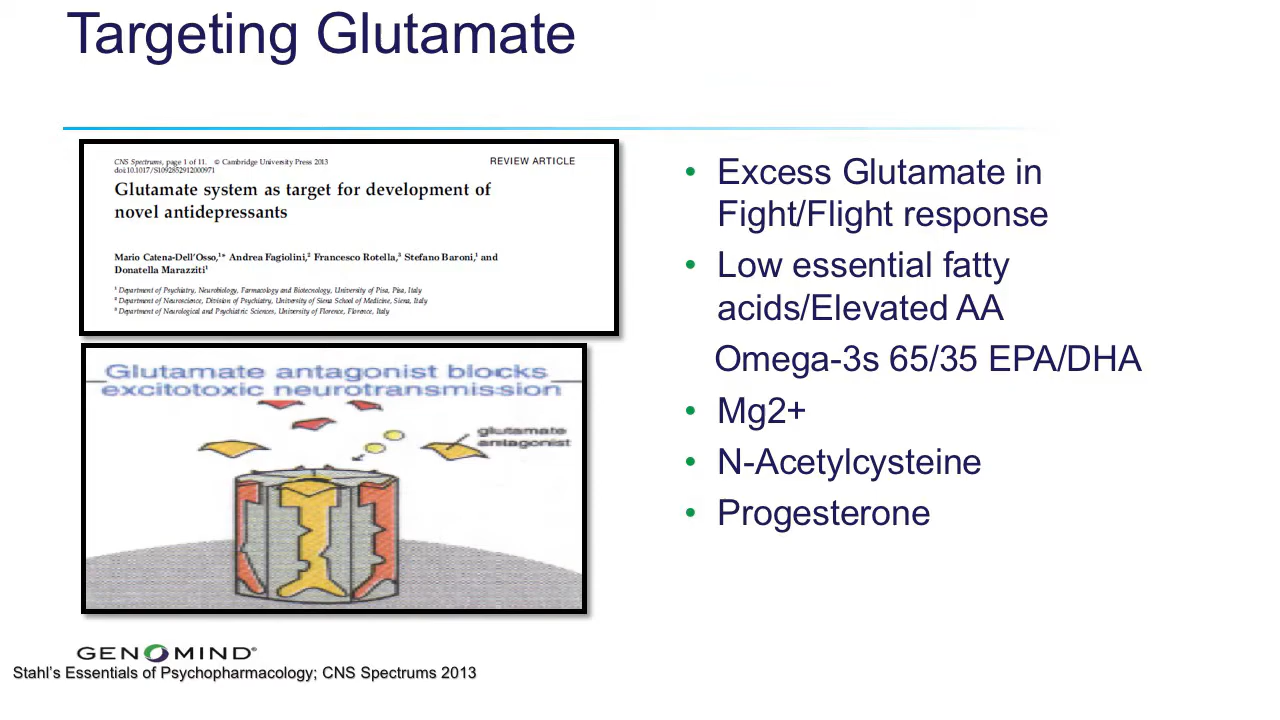 Targeting Glutamate
CNS Spectrums, page 1 of 11. © Cambridge University Press 2013
doi:10.1017/S1092852912000971
REVIEW ARTICLE
Glutamate system as target for development of
novel antidepressants
Mario Catena-Dell'Osso,¹* Andrea Fagiolini,² Francesco Rotella,³ Stefano Baroni,¹ and
Donatella Marazziti¹
¹ Department of Psychiatry, Neurobiology, Farmacology and Biotecnology, University of Pisa, Pisa, Italy
² Department of Neuroscience, Division of Psychiatry, University of Siena School of Medicine, Siena, Italy
³ Department of Neurological and Psychiatric Sciences, University of Florence, Florence, Italy
Glutamate antagonist blocks
excitotoxic neurotransmission
glutamate
antagonist
• Excess Glutamate in
Fight/Flight response
• Low essential fatty
acids/Elevated AA
Omega-3s 65/35 EPA/DHA
• Mg2+
• N-Acetylcysteine
• Progesterone
GENOMIND®
Stahl's Essentials of Psychopharmacology; CNS Spectrums 2013